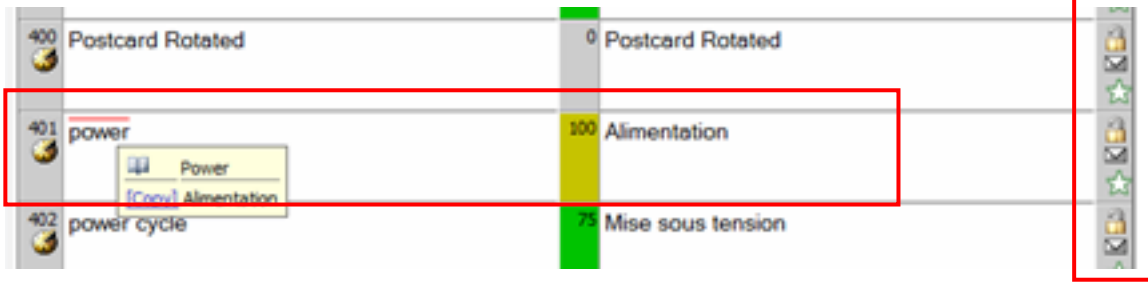 400 Postcard Rotated 0 Postcard Rotated
401 power 100 Alimentation
Power
[Copy] Alimentation
402 power cycle 75 Mise sous tension